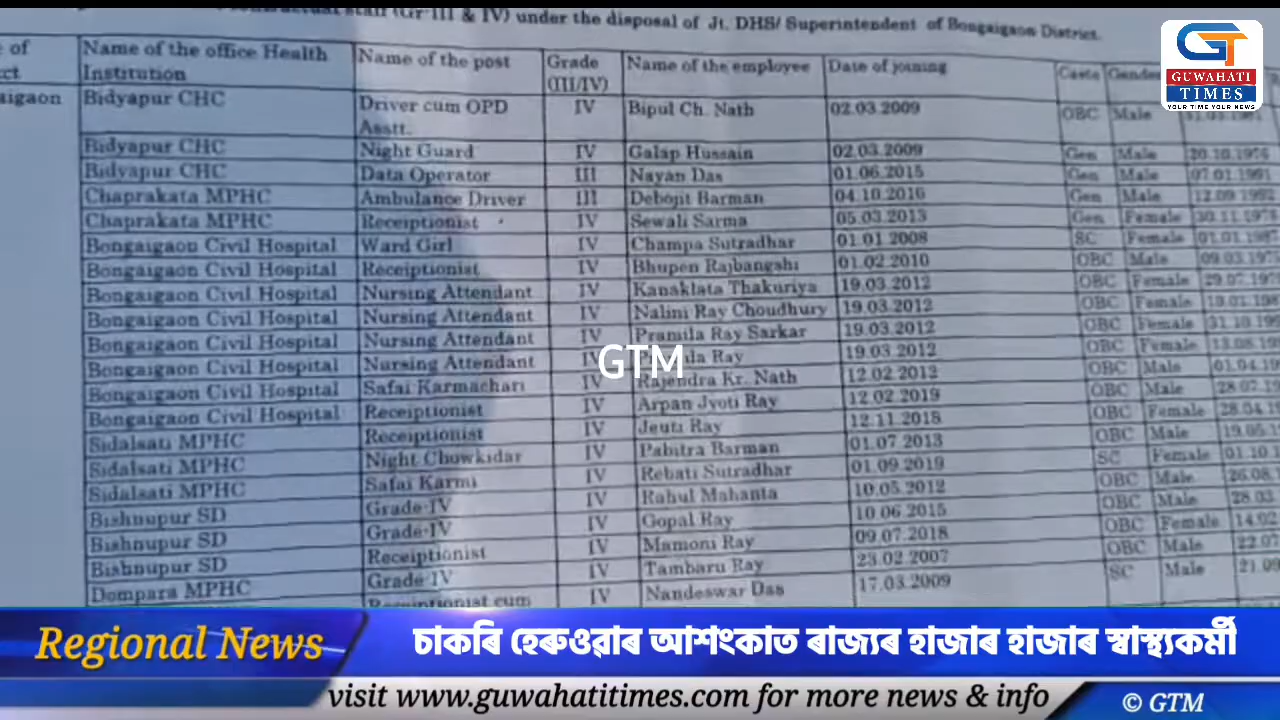 contractual staff (Gr-III & IV) under the disposal of Jt. DHS/ Superintendent of Bongaigaon District.
GT
GUWAHATI
TIMES
YOUR TIME YOUR NEWS
Name of the office Health Institution Name of the post Grade (III/IV) Name of the employee Date of joining Caste
Bidyapur CHC Driver cum OPD Asstt. IV Bipul Ch. Nath 02.03.2009 OBC Male
Bidyapur CHC Night Guard IV Galap Hussain 02.03.2009 Gen Male 20.10.1976
Bidyapur CHC Data Operator III Nayan Das 01.06.2015 Gen Male 07.01.1991
Chaprakata MPHC Ambulance Driver III Debojit Barman 04.10.2016 Gen Male 12.09.1992
Chaprakata MPHC Receiptionist IV Sewali Sarma 05.03.2013 Gen Female
Bongaigaon Civil Hospital Ward Girl IV Champa Sutradhar 01.01.2008 SC Female
Bongaigaon Civil Hospital Receiptionist IV Bhupen Rajbangshi 01.02.2010 OBC Male
Bongaigaon Civil Hospital Nursing Attendant IV Kanaklata Thakuriya 19.03.2012 OBC Female
Bongaigaon Civil Hospital Nursing Attendant IV Nalini Ray Choudhury 19.03.2012 OBC Female
Bongaigaon Civil Hospital Nursing Attendant IV Pramila Ray Sarkar 19.03.2012 OBC Female
Bongaigaon Civil Hospital Nursing Attendant IV Ray 19.03.2012 OBC Female
Bongaigaon Civil Hospital Safai Karmachari IV Rajendra Kr. Nath 12.02.2012 OBC Male
Bongaigaon Civil Hospital Receiptionist IV Arpan Jyoti Ray 12.02.2019 OBC Male
Sidalsati MPHC Receiptionist IV Jeuti Ray 12.11.2018 OBC Female
Sidalsati MPHC Night Chowkidar IV Pabitra Barman 01.07.2013 OBC Male
Sidalsati MPHC Safai Karmi IV Rebati Sutradhar 01.09.2019 SC Female
Bishnupur SD Grade-IV IV Rahul Mahanta 10.05.2012 OBC Male
Bishnupur SD Grade-IV IV Gopal Ray 10.06.2015 OBC Male
Bishnupur SD Receiptionist IV Mamoni Ray 09.07.2018 OBC Female
Dompara MPHC Grade-IV IV Tambaru Ray 23.02.2007 OBC Male
Receiptionist cum IV Nandeswar Das 17.03.2009 SC Male
GTM
Regional News
চাকৰি হেৰুওৱাৰ আশংকাত ৰাজ্যৰ হাজাৰ হাজাৰ স্বাস্থ্যকৰ্মী
visit www.guwahatitimes.com for more news & info
© GTM